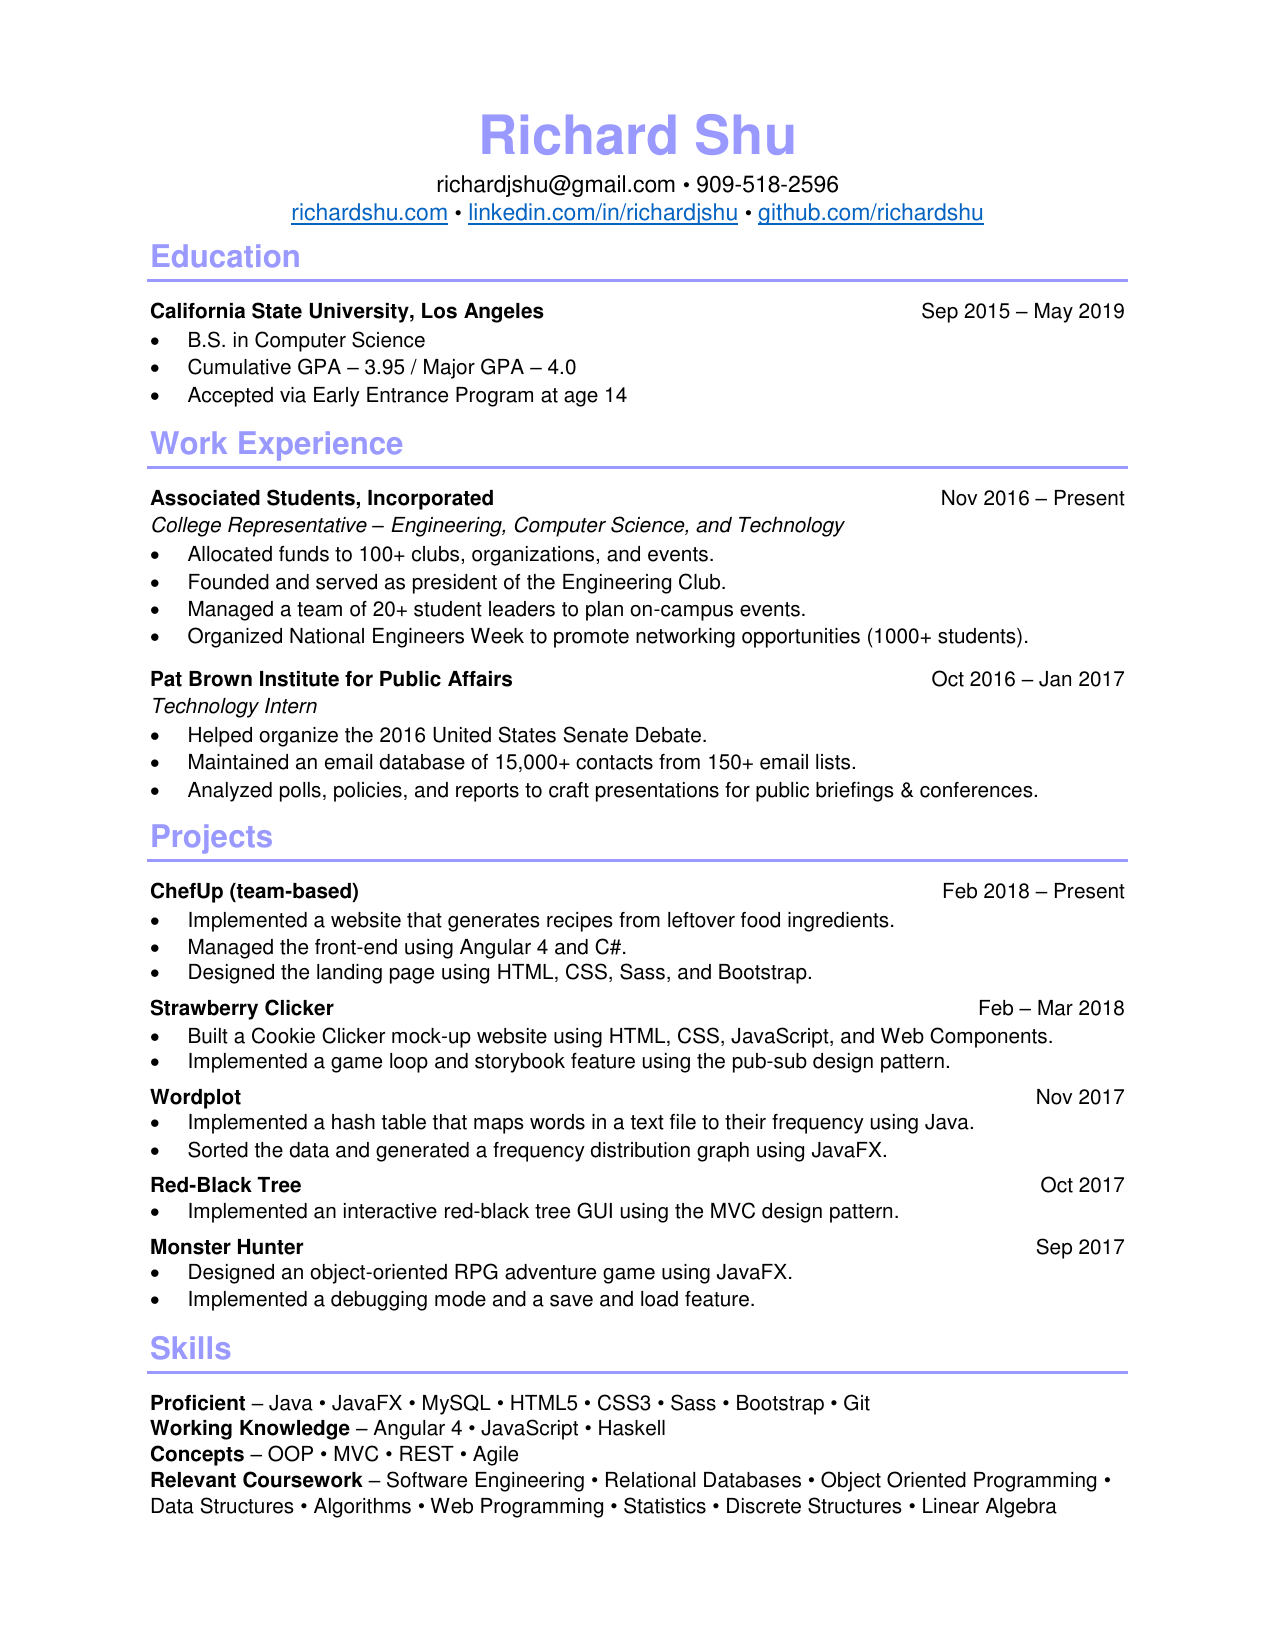 Richard Shu
richardjshu@gmail.com • 909-518-2596
richardshu.com • linkedin.com/in/richardjshu • github.com/richardshu
Education
California State University, Los Angeles Sep 2015 – May 2019
• B.S. in Computer Science
• Cumulative GPA – 3.95 / Major GPA – 4.0
• Accepted via Early Entrance Program at age 14
Work Experience
Associated Students, Incorporated Nov 2016 – Present
College Representative – Engineering, Computer Science, and Technology
• Allocated funds to 100+ clubs, organizations, and events.
• Founded and served as president of the Engineering Club.
• Managed a team of 20+ student leaders to plan on-campus events.
• Organized National Engineers Week to promote networking opportunities (1000+ students).
Pat Brown Institute for Public Affairs Oct 2016 – Jan 2017
Technology Intern
• Helped organize the 2016 United States Senate Debate.
• Maintained an email database of 15,000+ contacts from 150+ email lists.
• Analyzed polls, policies, and reports to craft presentations for public briefings & conferences.
Projects
ChefUp (team-based) Feb 2018 – Present
• Implemented a website that generates recipes from leftover food ingredients.
• Managed the front-end using Angular 4 and C#.
• Designed the landing page using HTML, CSS, Sass, and Bootstrap.
Strawberry Clicker Feb – Mar 2018
• Built a Cookie Clicker mock-up website using HTML, CSS, JavaScript, and Web Components.
• Implemented a game loop and storybook feature using the pub-sub design pattern.
Wordplot Nov 2017
• Implemented a hash table that maps words in a text file to their frequency using Java.
• Sorted the data and generated a frequency distribution graph using JavaFX.
Red-Black Tree Oct 2017
• Implemented an interactive red-black tree GUI using the MVC design pattern.
Monster Hunter Sep 2017
• Designed an object-oriented RPG adventure game using JavaFX.
• Implemented a debugging mode and a save and load feature.
Skills
Proficient – Java • JavaFX • MySQL • HTML5 • CSS3 • Sass • Bootstrap • Git
Working Knowledge – Angular 4 • JavaScript • Haskell
Concepts – OOP • MVC • REST • Agile
Relevant Coursework – Software Engineering • Relational Databases • Object Oriented Programming •
Data Structures • Algorithms • Web Programming • Statistics • Discrete Structures • Linear Algebra